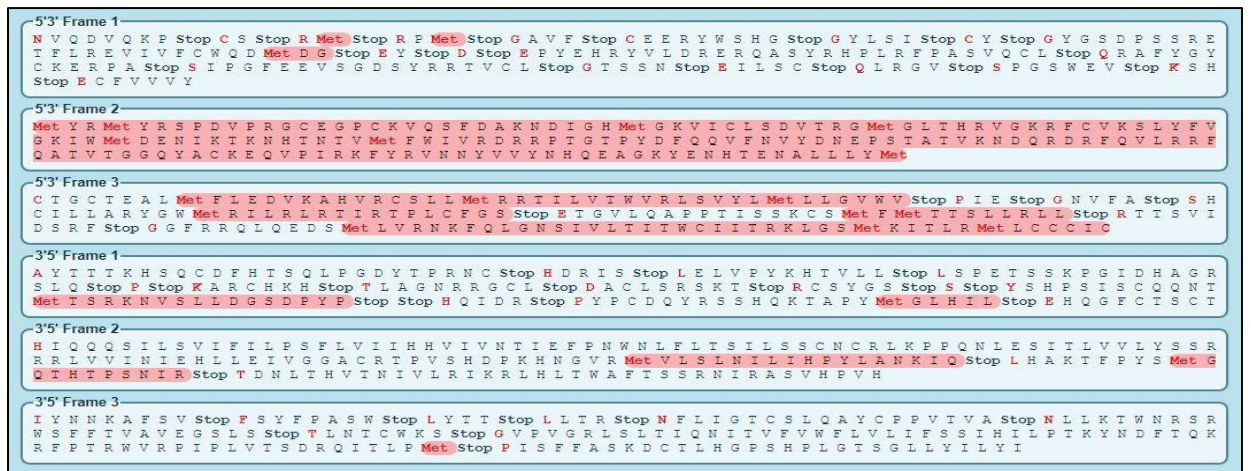 5'3' Frame 1
N V Q D V Q K P Stop C S Stop R Met Stop R P Met Stop G A V F Stop C E E R Y W S H G Stop G Y L S I Stop C Y Stop G Y G S D P S S R E
T F L R E V I V F C W Q D Met D G Stop E Y Stop D Stop E P Y E H R Y V L D R E R Q A S Y R H P L R F P A S V Q C L Stop Q R A F Y G Y
C K E R P A Stop S I P G F E E V S G D S Y R R T V C L Stop G T S S N Stop E I L S C Stop Q L R G V Stop S P G S W E V Stop K S H
Stop E C F V V V Y
5'3' Frame 2
Met Y R Met Y R S P D V P R G C E G P C K V Q S F D A K N D I G H Met G K V I C L S D V T R G Met G L T H R V G K R F C V K S L Y F V
G K I W Met D E N I K T K N H T N T V Met F W I V R D R R P T G T P Y D F Q Q V F N V Y D N E P S T A T V K N D Q R D R F Q V L R R F
Q A T V T G G Q Y A C K E Q V P I R K F Y R V N N Y V V Y N H Q E A G K Y E N H T E N A L L L Y Met
5'3' Frame 3
C T G C T E A L Met F L E D V K A H V R C S L L Met R R T I L V T W V R L S V Y L Met L L G V W V Stop P I E Stop G N V F A Stop S H
C I L L A R Y G W Met R I L R L R T I R T P L C F G S Stop E T G V L Q A P P T I S S K C S Met F Met T T S L L R L L Stop R T T S V I
D S R F Stop G G F R R Q L Q E D S Met L V R N K F Q L G N S I V L T I T W C I I T R K L G S Met K I T L R Met L C C C I C
3'5' Frame 1
A Y T T T K H S Q C D F H T S Q L P G D Y T P R N C Stop H D R I S Stop L E L V P Y K H T V L L Stop L S P E T S S K P G I D H A G R
S L Q Stop P Stop K A R C H K H Stop T L A G N R R G C L Stop D A C L S R S K T Stop R C S Y G S Stop S Stop Y S H P S I S C Q Q N T
Met T S R K N V S L L D G S D P Y P Stop Stop H Q I D R Stop P Y P C D Q Y R S S H Q K T A P Y Met G L H I L Stop E H Q G F C T S C T
3'5' Frame 2
H I Q Q Q S I L S V I F I L P S F L V I I H H V I V N T I E F P N W N L F L T S I L S S C N C R L K P P Q N L E S I T L V V L Y S S R
R R L V V I N I E H L L E I V G G A C R T P V S H D P K H N G V R Met V L S L N I L I H P Y L A N K I Q Stop L H A K T F P Y S Met G
Q T H T P S N I R Stop T D N L T H V T N I V L R I K R L H L T W A F T S S R N I R A S V H P V H
3'5' Frame 3
I Y N N K A F S V Stop F S Y F P A S W Stop L Y T T Stop L L T R Stop N F L I G T C S L Q A Y C P P V T V A Stop N L L K T W N R S R
W S F F T V A V E G S L S Stop T L N T C W K S Stop G V P V G R L S L T I Q N I T V F V W F L V L I F S S I H I L P T K Y N D F T Q K
R F P T R W V R P I P L V T S D R Q I T L P Met Stop P I S F F A S K D C T L H G P S H P L G T S G L L Y I L Y I